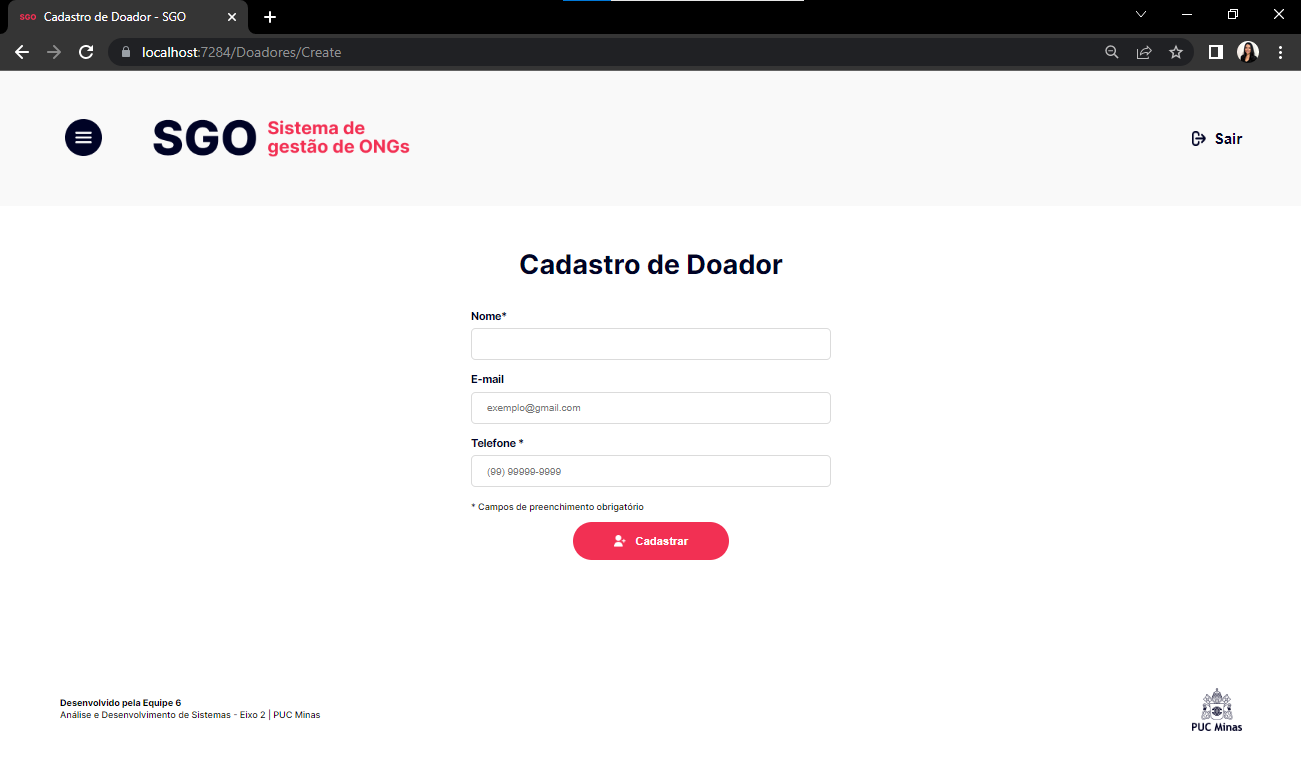 SGO Cadastro de Doador - SGO
localhost:7284/Doadores/Create
SGO Sistema de
gestão de ONGs
Sair
Cadastro de Doador
Nome*
E-mail
exemplo@gmail.com
Telefone *
(99) 99999-9999
* Campos de preenchimento obrigatório
Cadastrar
Desenvolvido pela Equipe 6
Análise e Desenvolvimento de Sistemas - Eixo 2 | PUC Minas
PUC Minas